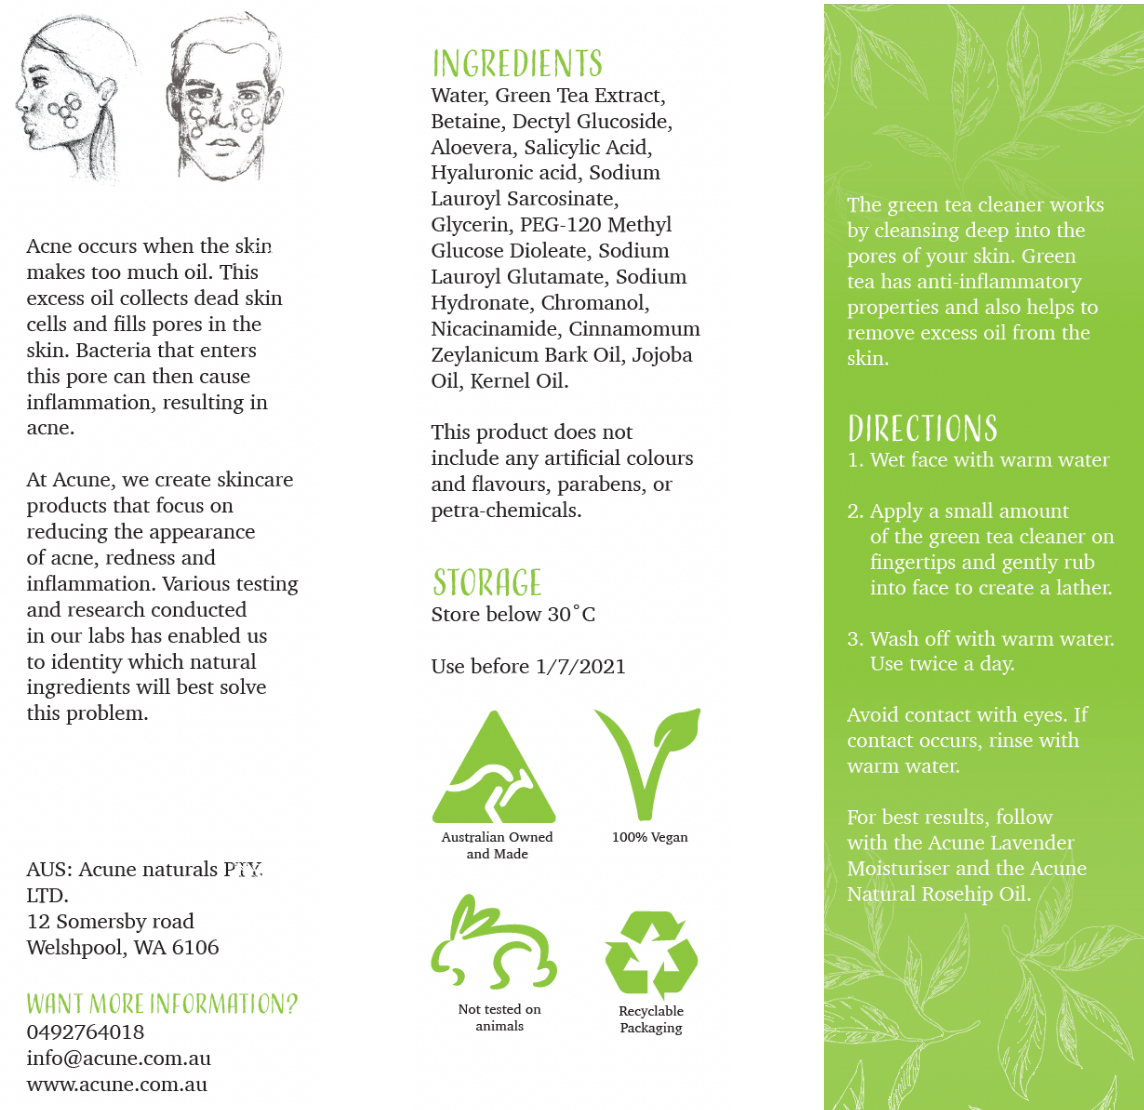 Acne occurs when the skin
makes too much oil. This
excess oil collects dead skin
cells and fills pores in the
skin. Bacteria that enters
this pore can then cause
inflammation, resulting in
acne.
At Acune, we create skincare
products that focus on
reducing the appearance
of acne, redness and
inflammation. Various testing
and research conducted
in our labs has enabled us
to identity which natural
ingredients will best solve
this problem.
AUS: Acune naturals PTY.
LTD.
12 Somersby road
Welshpool, WA 6106
WANT MORE INFORMATION?
0492764018
info@acune.com.au
www.acune.com.au
INGREDIENTS
Water, Green Tea Extract,
Betaine, Dectyl Glucoside,
Aloevera, Salicylic Acid,
Hyaluronic acid, Sodium
Lauroyl Sarcosinate,
Glycerin, PEG-120 Methyl
Glucose Dioleate, Sodium
Lauroyl Glutamate, Sodium
Hydronate, Chromanol,
Nicacinamide, Cinnamomum
Zeylanicum Bark Oil, Jojoba
Oil, Kernel Oil.
This product does not
include any artificial colours
and flavours, parabens, or
petra-chemicals.
STORAGE
Store below 30˚C
Use before 1/7/2021
Australian Owned
and Made
100% Vegan
Not tested on
animals
Recyclable
Packaging
The green tea cleaner works
by cleansing deep into the
pores of your skin. Green
tea has anti-inflammatory
properties and also helps to
remove excess oil from the
skin.
DIRECTIONS
1. Wet face with warm water
2. Apply a small amount
of the green tea cleaner on
fingertips and gently rub
into face to create a lather.
3. Wash off with warm water.
Use twice a day.
Avoid contact with eyes. If
contact occurs, rinse with
warm water.
For best results, follow
with the Acune Lavender
Moisturiser and the Acune
Natural Rosehip Oil.